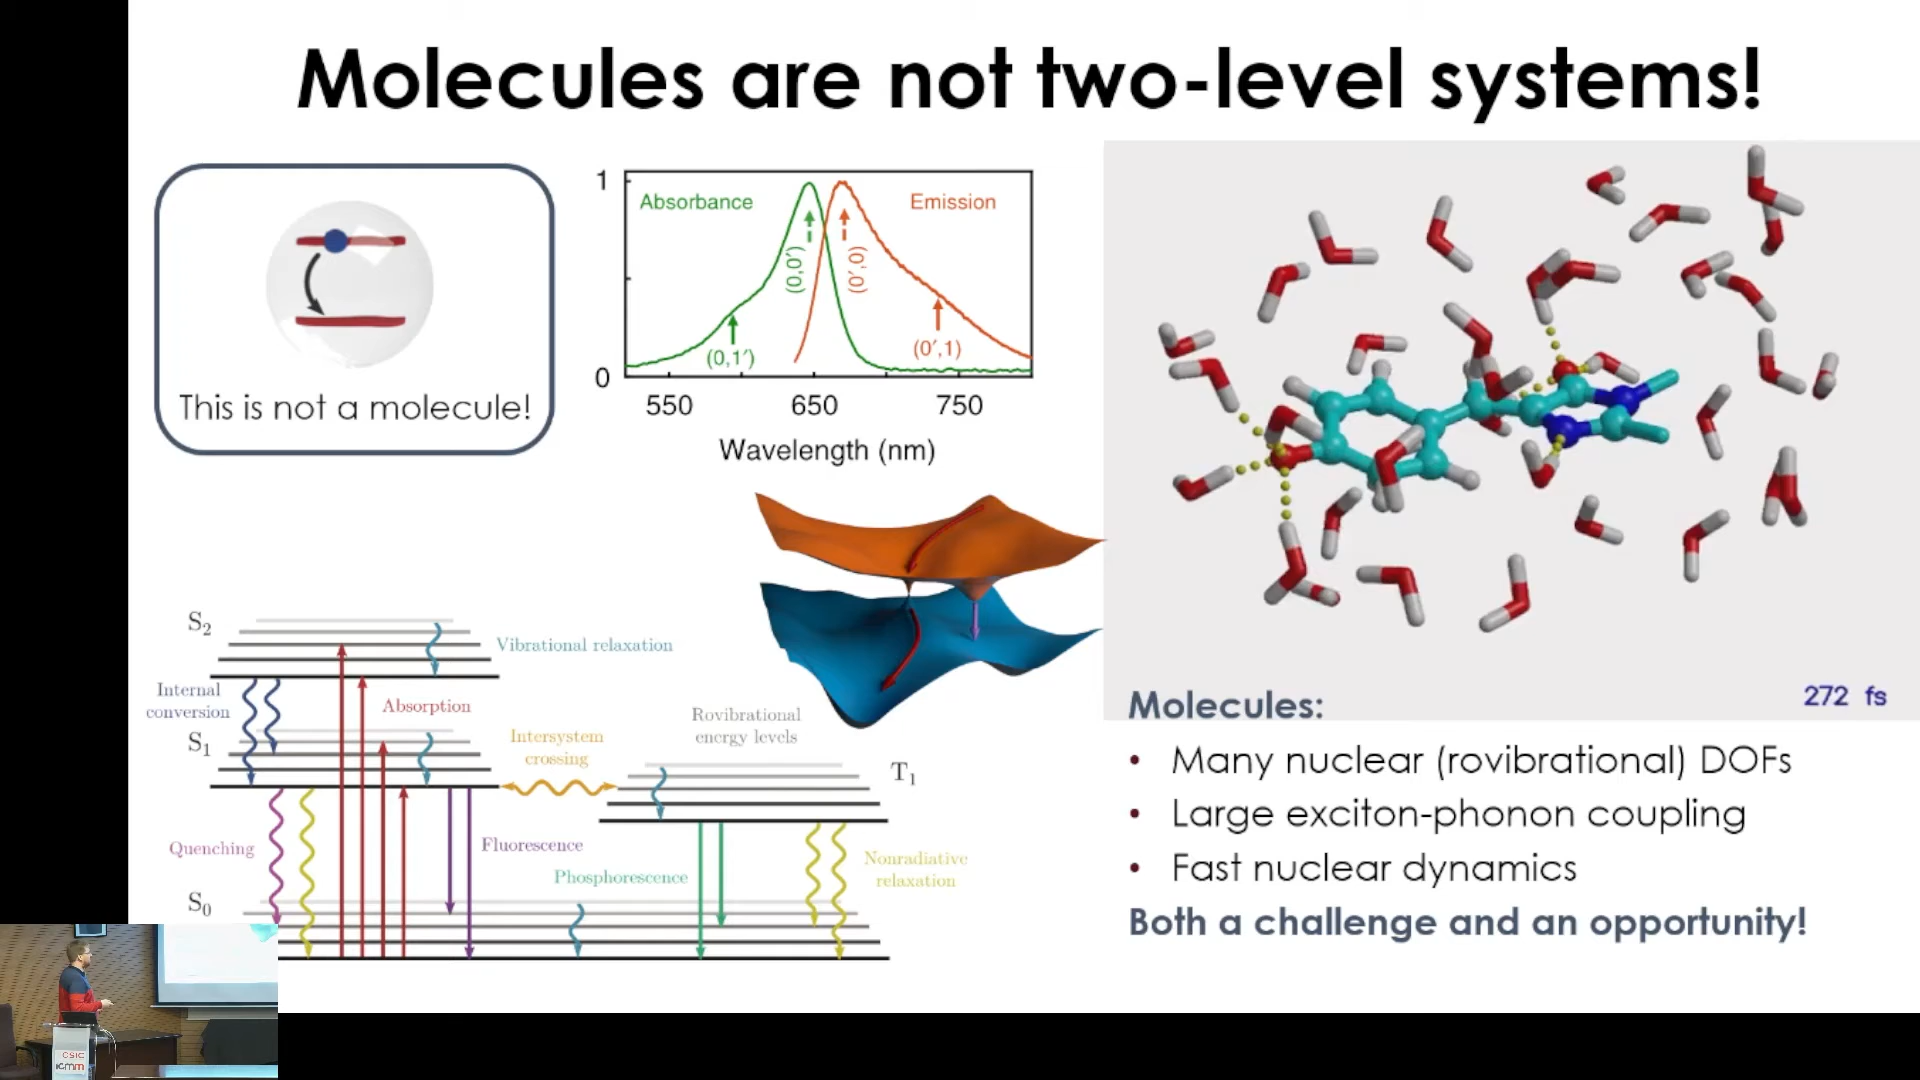 Molecules are not two-level systems!
This is not a molecule!
1
Absorbance
Emission
(0,0′)
(0′,0)
(0,1′)
(0′,1)
0
550 650 750
Wavelength (nm)
S2
Vibrational relaxation
Internal
conversion
Absorption
S1
Intersystem
crossing
Rovibrational
energy levels
T1
Quenching
Fluorescence
Phosphorescence
Nonradiative
relaxation
S0
272 fs
Molecules:
• Many nuclear (rovibrational) DOFs
• Large exciton-phonon coupling
• Fast nuclear dynamics
Both a challenge and an opportunity!
CSIC
icmm